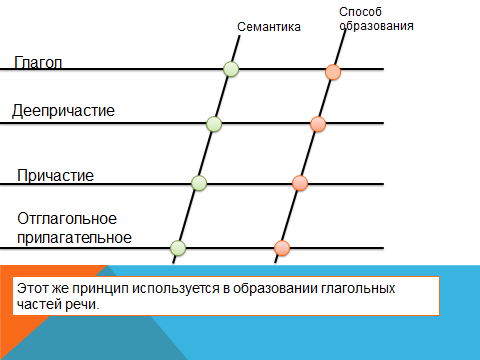 Семантика
Способ
образования
Глагол
Деепричастие
Причастие
Отглагольное
прилагательное
Этот же принцип используется в образовании глагольных
частей речи.